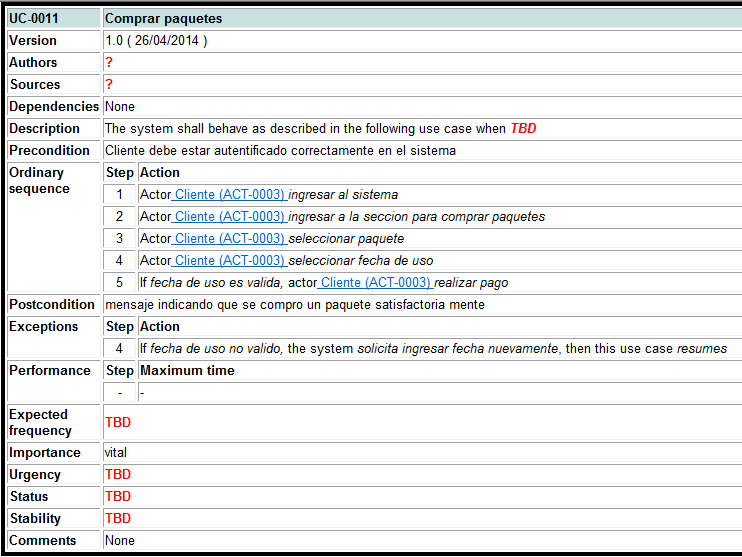 UC-0011 Comprar paquetes
Version 1.0 ( 26/04/2014 )
Authors ?
Sources ?
Dependencies None
Description The system shall behave as described in the following use case when TBD
Precondition Cliente debe estar autentificado correctamente en el sistema
Ordinary sequence Step Action
1 Actor Cliente (ACT-0003) ingresar al sistema
2 Actor Cliente (ACT-0003) ingresar a la seccion para comprar paquetes
3 Actor Cliente (ACT-0003) seleccionar paquete
4 Actor Cliente (ACT-0003) seleccionar fecha de uso
5 If fecha de uso es valida, actor Cliente (ACT-0003) realizar pago
Postcondition mensaje indicando que se compro un paquete satisfactoria mente
Exceptions Step Action
4 If fecha de uso no valido, the system solicita ingresar fecha nuevamente, then this use case resumes
Performance Step Maximum time
- -
Expected frequency TBD
Importance vital
Urgency TBD
Status TBD
Stability TBD
Comments None